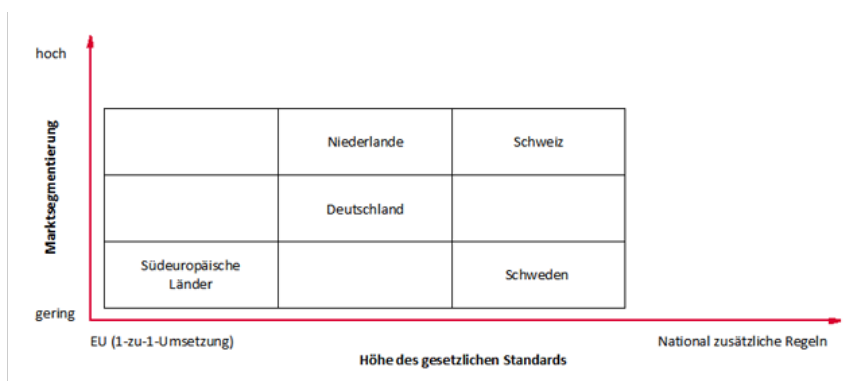 hoch
Marktsegmentierung
Niederlande
Schweiz
Deutschland
Südeuropäische
Länder
Schweden
gering
EU (1-zu-1-Umsetzung)
National zusätzliche Regeln
Höhe des gesetzlichen Standards